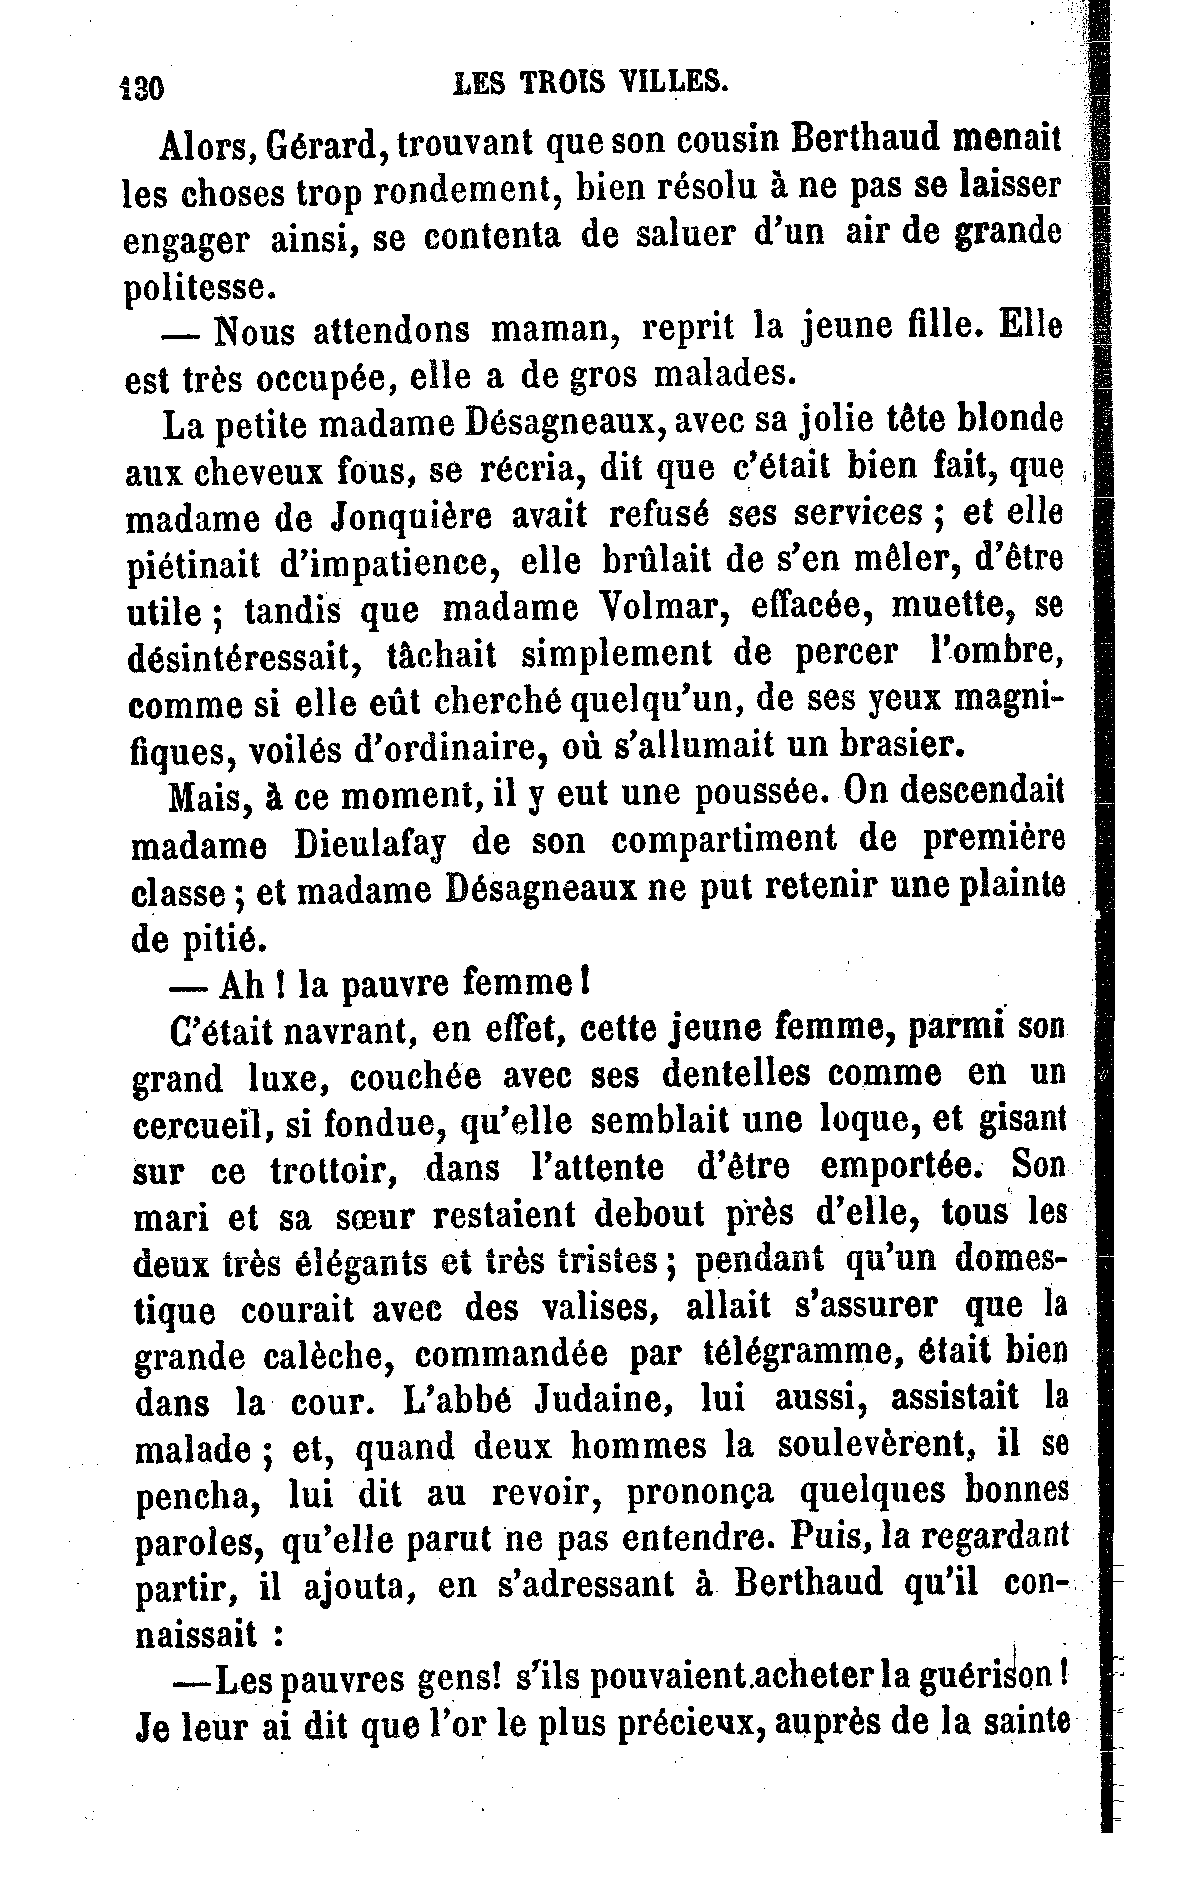 130 LES TROIS VILLES.
Alors, Gérard, trouvant que son cousin Berthaud menait
les choses trop rondement, bien résolu à ne pas se laisser
engager ainsi, se contenta de saluer d'un air de grande
politesse.
— Nous attendons maman, reprit la jeune fille. Elle
est très occupée, elle a de gros malades.
La petite madame Désagneaux, avec sa jolie tête blonde
aux cheveux fous, se récria, dit que c'était bien fait, que
madame de Jonquière avait refusé ses services ; et elle
piétinait d'impatience, elle brûlait de s'en mêler, d'être
utile ; tandis que madame Volmar, effacée, muette, se
désintéressait, tâchait simplement de percer l'ombre,
comme si elle eût cherché quelqu'un, de ses yeux magni-
fiques, voilés d'ordinaire, où s'allumait un brasier.
Mais, à ce moment, il y eut une poussée. On descendait
madame Dieulafay de son compartiment de première
classe ; et madame Désagneaux ne put retenir une plainte
de pitié.
— Ah ! la pauvre femme !
C'était navrant, en effet, cette jeune femme, parmi son
grand luxe, couchée avec ses dentelles comme en un
cercueil, si fondue, qu'elle semblait une loque, et gisant
sur ce trottoir, dans l'attente d'être emportée. Son
mari et sa sœur restaient debout près d'elle, tous les
deux très élégants et très tristes ; pendant qu'un domes-
tique courait avec des valises, allait s'assurer que la
grande calèche, commandée par télégramme, était bien
dans la cour. L'abbé Judaine, lui aussi, assistait la
malade ; et, quand deux hommes la soulevèrent, il se
pencha, lui dit au revoir, prononça quelques bonnes
paroles, qu'elle parut ne pas entendre. Puis, la regardant
partir, il ajouta, en s'adressant à Berthaud qu'il con-
naissait :
— Les pauvres gens! s'ils pouvaient acheter la guérison !
Je leur ai dit que l'or le plus précieux, auprès de la sainte